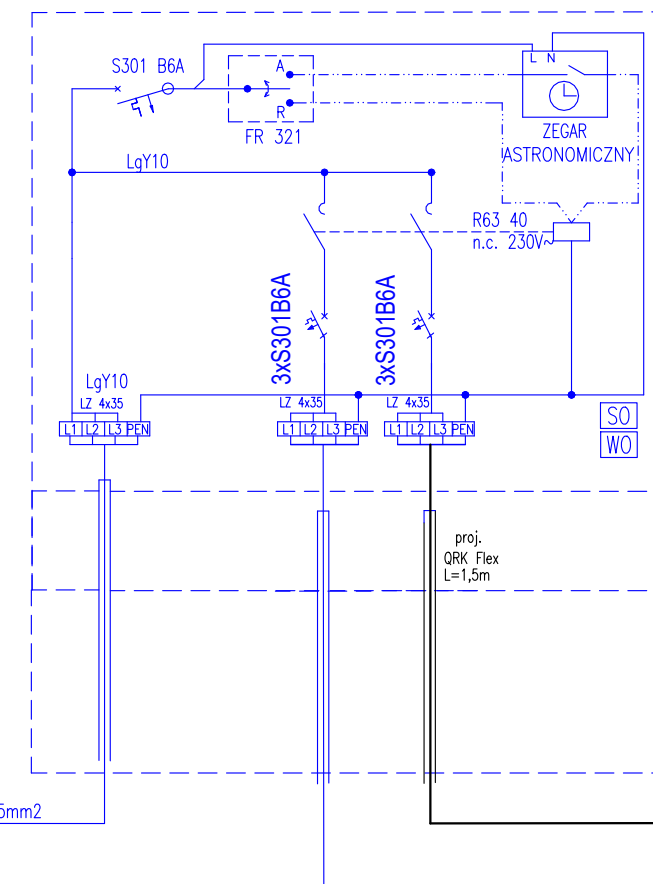 S301 B6A
A
R
FR 321
L N
ZEGAR
ASTRONOMICZNY
LgY10
R63 40
n.c. 230V~
3xS301B6A
3xS301B6A
LgY10
LZ 4x35
L1 L2 L3 PEN
LZ 4x35
L1 L2 L3 PEN
LZ 4x35
L1 L2 L3 PEN
SO
WO
proj.
QRK Flex
L=1,5m
5mm2